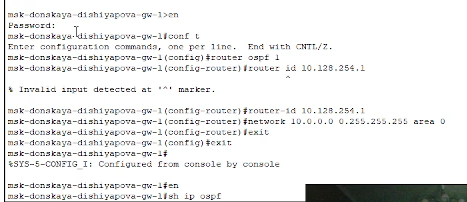 msk-donskaya-dishiyapova-gw-1>en
Password:
msk-donskaya-dishiyapova-gw-1#conf t
Enter configuration commands, one per line.  End with CNTL/Z.
msk-donskaya-dishiyapova-gw-1(config)#router ospf 1
msk-donskaya-dishiyapova-gw-1(config-router)#router id 10.128.254.1
^
% Invalid input detected at '^' marker.
msk-donskaya-dishiyapova-gw-1(config-router)#router-id 10.128.254.1
msk-donskaya-dishiyapova-gw-1(config-router)#network 10.0.0.0 0.255.255.255 area 0
msk-donskaya-dishiyapova-gw-1(config-router)#exit
msk-donskaya-dishiyapova-gw-1(config)#exit
msk-donskaya-dishiyapova-gw-1#
%SYS-5-CONFIG_I: Configured from console by console
msk-donskaya-dishiyapova-gw-1#en
msk-donskaya-dishiyapova-gw-1#sh ip ospf